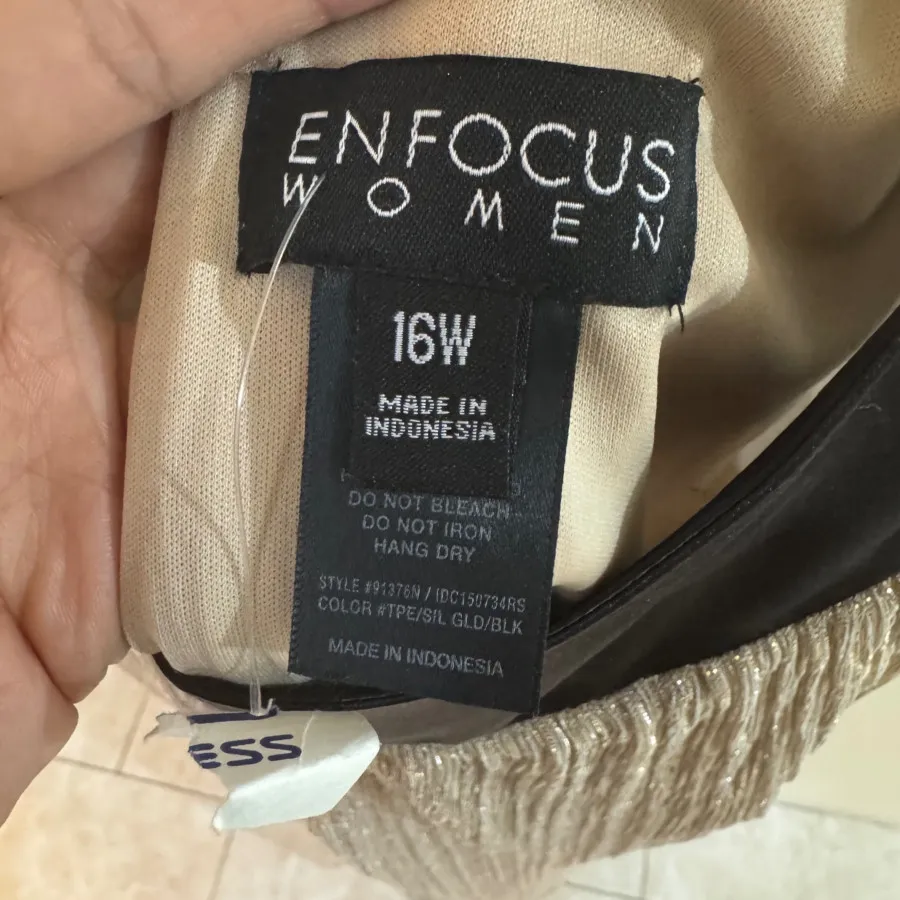 ENFOCUS
WOMEN
16W
MADE IN
INDONESIA
DO NOT BLEACH
DO NOT IRON
HANG DRY
STYLE #91376N / IDC150734RS
COLOR #TPE/SIL GLD/BLK
MADE IN INDONESIA
ESS